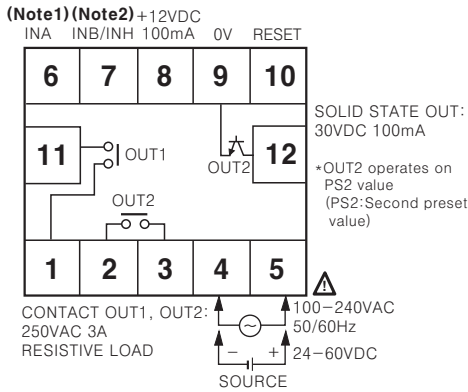 (Note1) (Note2) +12VDC
INA INB/INH 100mA 0V RESET
6 7 8 9 10
SOLID STATE OUT:
30VDC 100mA
11 OUT1 OUT2 12
*OUT2 operates on
PS2 value
(PS2:Second preset
value)
OUT2
1 2 3 4 5
CONTACT OUT1, OUT2:
250VAC 3A
RESISTIVE LOAD
100-240VAC
50/60Hz
- + 24-60VDC
SOURCE